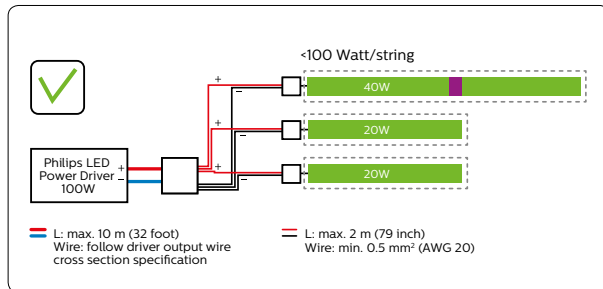 <100 Watt/string
+
−
40W
+
−
20W
Philips LED
Power Driver
100W
+
−
+
−
20W
L: max. 10 m (32 foot)
Wire: follow driver output wire
cross section specification
L: max. 2 m (79 inch)
Wire: min. 0.5 mm² (AWG 20)